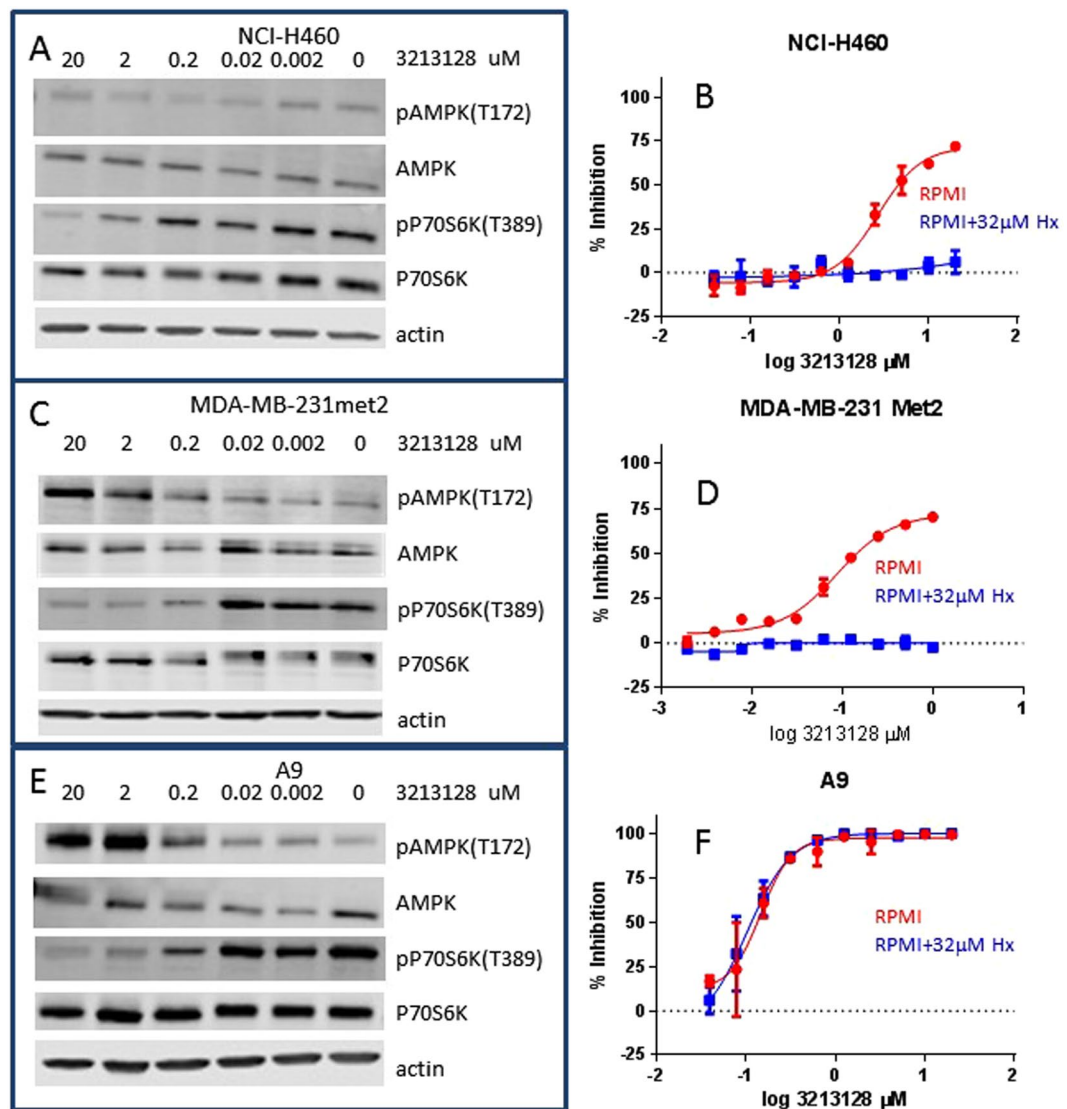 A
NCI-H460
20 2 0.2 0.02 0.002 0 3213128 uM
pAMPK(T172)
AMPK
pP70S6K(T389)
P70S6K
actin
NCI-H460
B
% Inhibition
100
75
50
25
0
-25
RPMI
RPMI+32µM Hx
-2 -1 0 1 2
log 3213128 µM
C
MDA-MB-231met2
20 2 0.2 0.02 0.002 0 3213128 uM
pAMPK(T172)
AMPK
pP70S6K(T389)
P70S6K
actin
MDA-MB-231 Met2
D
% Inhibition
100
75
50
25
0
-25
RPMI
RPMI+32µM Hx
-3 -2 -1 0 1
log 3213128 µM
E
A9
20 2 0.2 0.02 0.002 0 3213128 uM
pAMPK(T172)
AMPK
pP70S6K(T389)
P70S6K
actin
A9
F
% Inhibition
100
75
50
25
0
-25
RPMI
RPMI+32µM Hx
-2 -1 0 1 2
log 3213128 µM